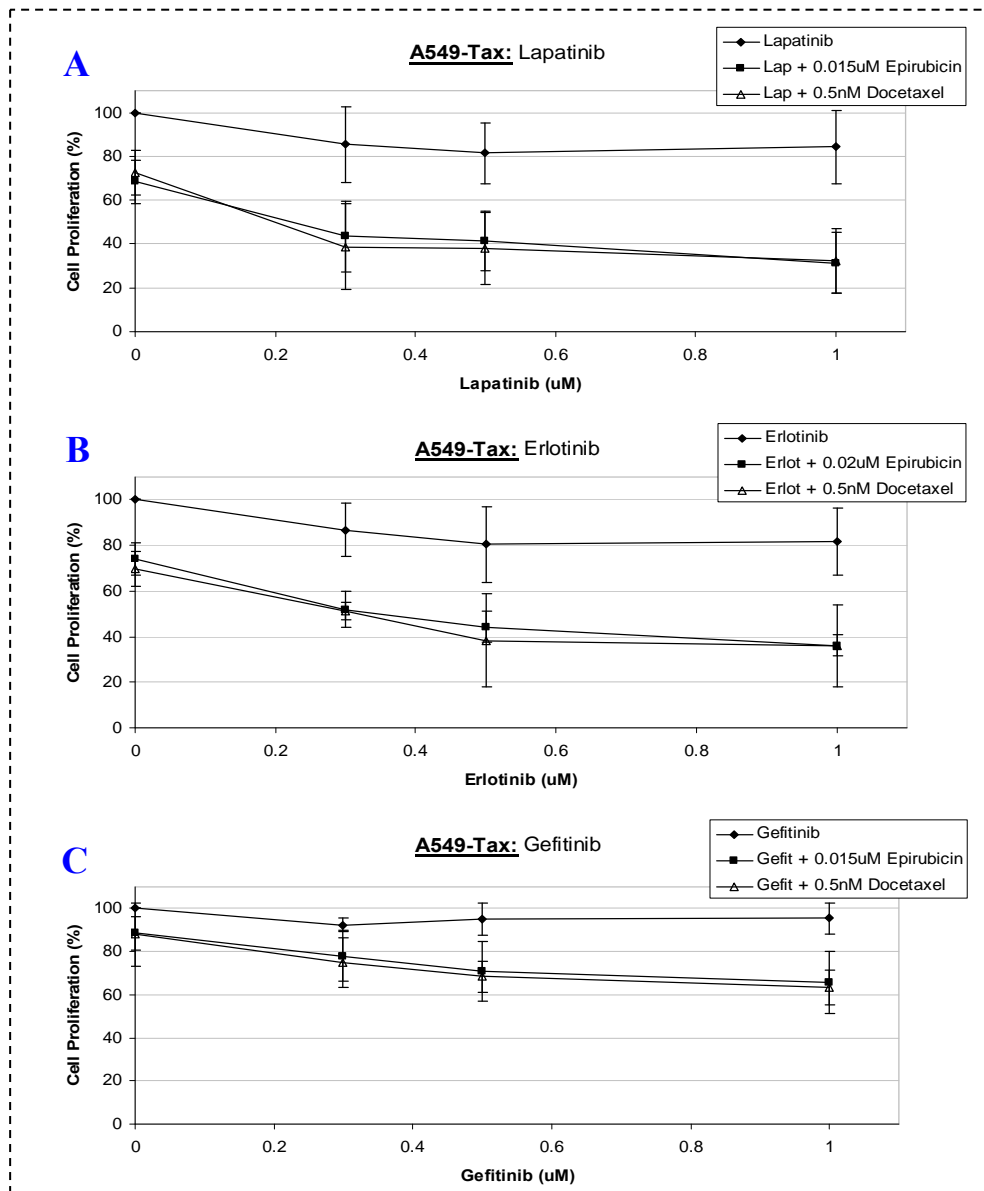 A
A549-Tax: Lapatinib
Lapatinib
Lap + 0.015uM Epirubicin
Lap + 0.5nM Docetaxel
Cell Proliferation (%)
100
80
60
40
20
0
0 0.2 0.4 0.6 0.8 1
Lapatinib (uM)
B
A549-Tax: Erlotinib
Erlotinib
Erlot + 0.02uM Epirubicin
Erlot + 0.5nM Docetaxel
Cell Proliferation (%)
100
80
60
40
20
0
0 0.2 0.4 0.6 0.8 1
Erlotinib (uM)
C
A549-Tax: Gefitinib
Gefitinib
Gefit + 0.015uM Epirubicin
Gefit + 0.5nM Docetaxel
Cell Proliferation (%)
100
80
60
40
20
0
0 0.2 0.4 0.6 0.8 1
Gefitinib (uM)